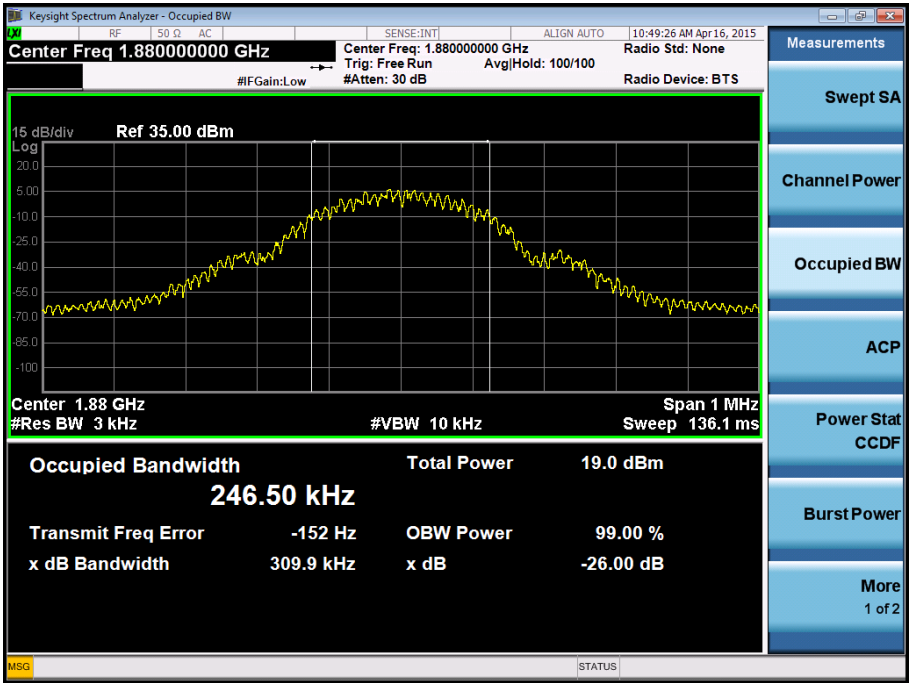 Keysight Spectrum Analyzer - Occupied BW
LXI RF 50 Ω AC SENSE:INT ALIGN AUTO 10:49:26 AM Apr 16, 2015
Center Freq 1.880000000 GHz
Center Freq: 1.880000000 GHz
Radio Std: None
Trig: Free Run Avg|Hold: 100/100
#IFGain:Low #Atten: 30 dB
Radio Device: BTS
15 dB/div Ref 35.00 dBm
Log
20.0
5.00
-10.0
-25.0
-40.0
-55.0
-70.0
-85.0
-100
Center 1.88 GHz Span 1 MHz
#Res BW 3 kHz #VBW 10 kHz Sweep 136.1 ms
Occupied Bandwidth Total Power 19.0 dBm
246.50 kHz
Transmit Freq Error -152 Hz OBW Power 99.00 %
x dB Bandwidth 309.9 kHz x dB -26.00 dB
Measurements
Swept SA
Channel Power
Occupied BW
ACP
Power Stat
CCDF
Burst Power
More
1 of 2
MSG STATUS